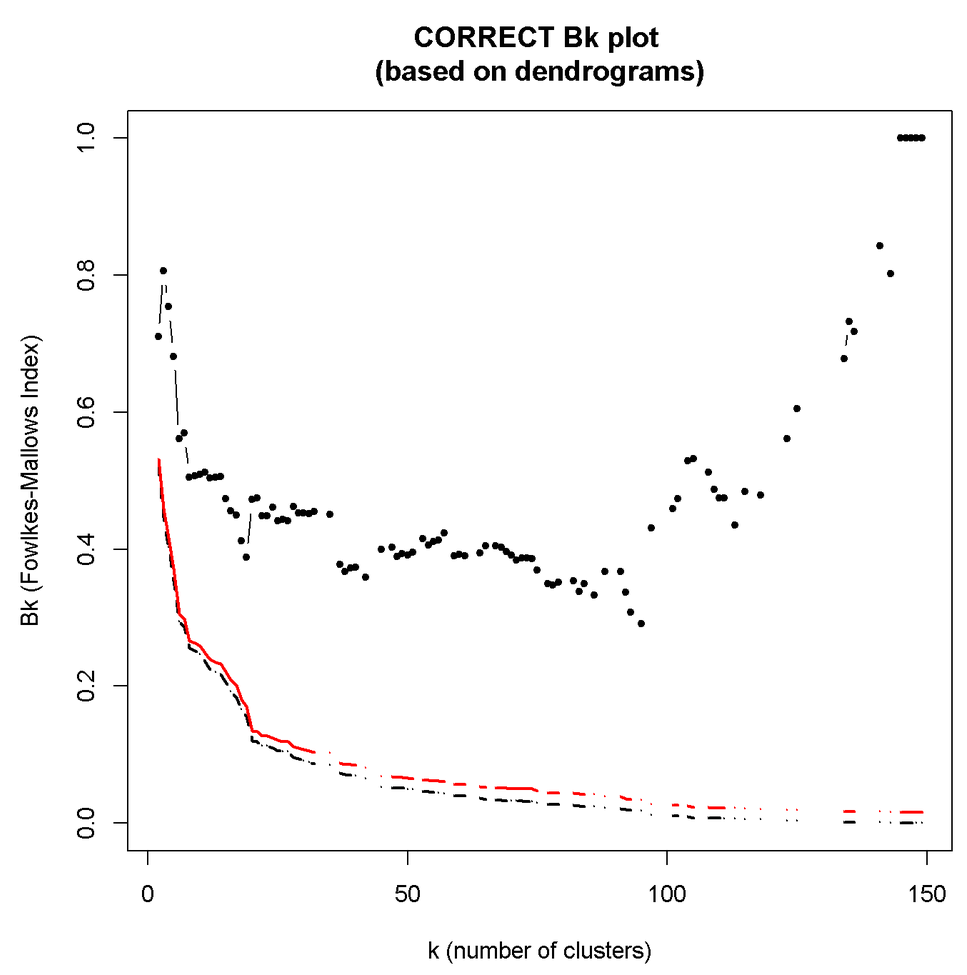 CORRECT Bk plot
(based on dendrograms)
Bk (Fowlkes-Mallows Index)
1.0
0.8
0.6
0.4
0.2
0.0
0 50 100 150
k (number of clusters)